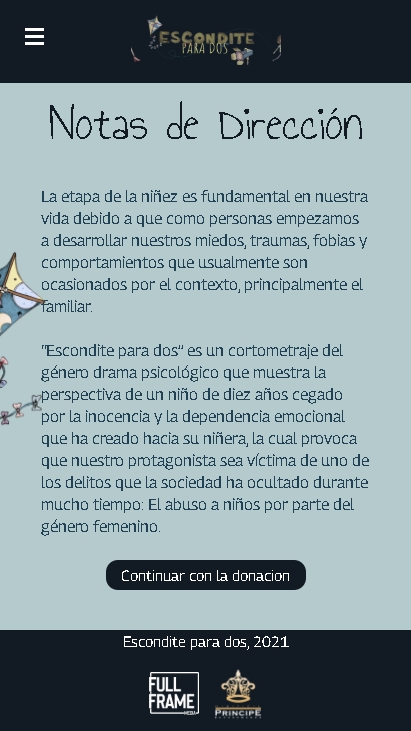 ESCONDITE
PARA DOS
Notas de Dirección
La etapa de la niñez es fundamental en nuestra
vida debido a que como personas empezamos
a desarrollar nuestros miedos, traumas, fobias y
comportamientos que usualmente son
ocasionados por el contexto, principalmente el
familiar.
"Escondite para dos" es un cortometraje del
género drama psicológico que muestra la
perspectiva de un niño de diez años cegado
por la inocencia y la dependencia emocional
que ha creado hacia su niñera, la cual provoca
que nuestro protagonista sea víctima de uno de
los delitos que la sociedad ha ocultado durante
mucho tiempo: El abuso a niños por parte del
género femenino.
Continuar con la donacion
Escondite para dos, 2021
FULL
FRAME
MEDIA
PRINCIPE